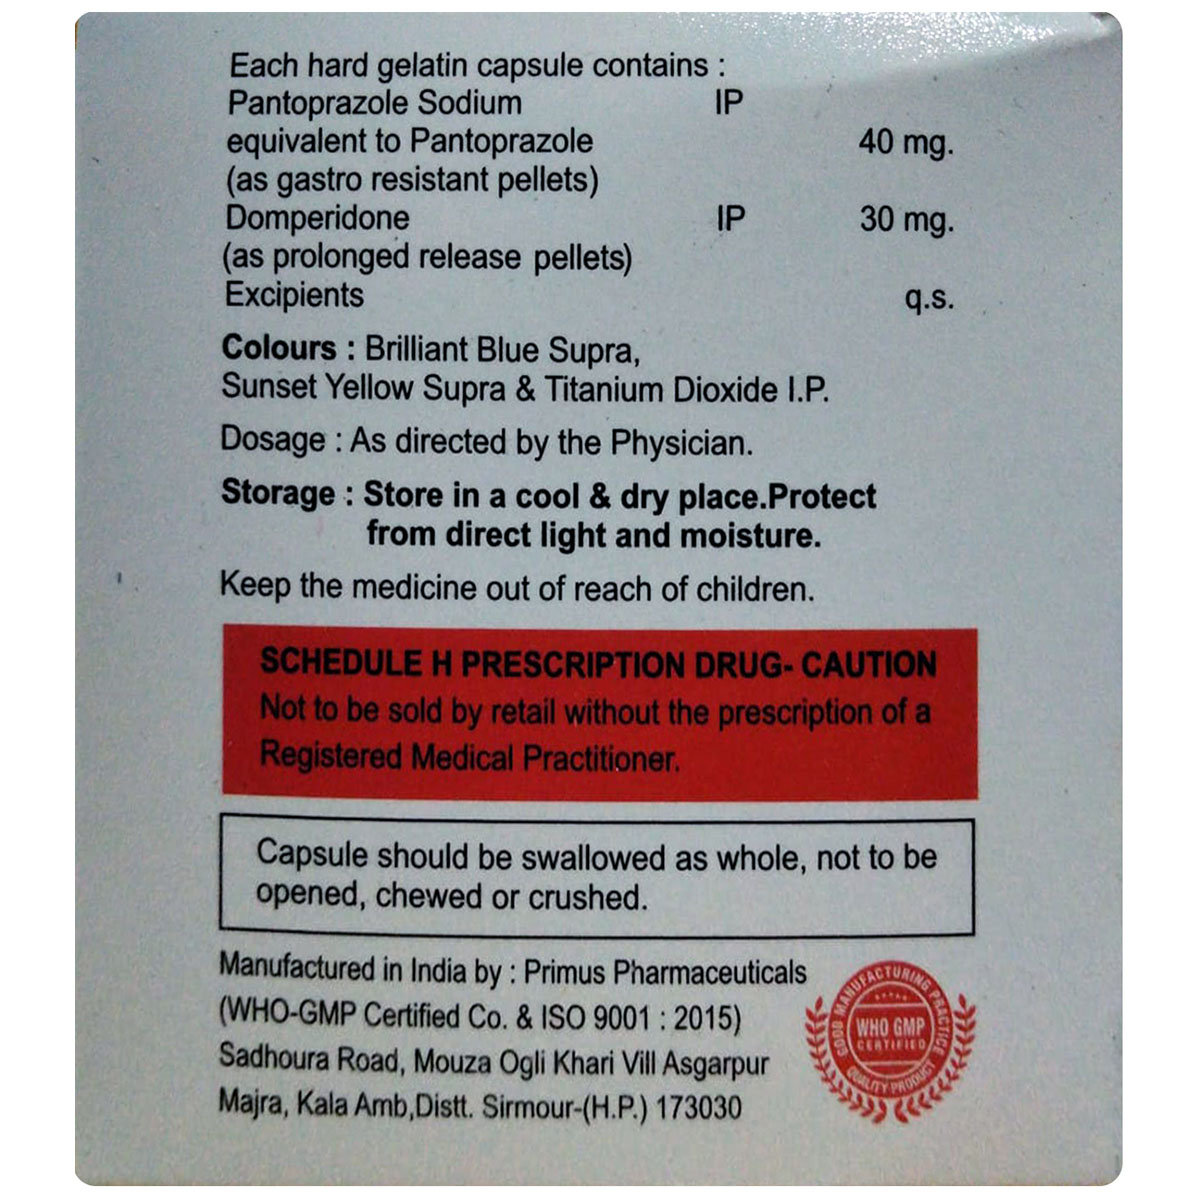 Each hard gelatin capsule contains :
Pantoprazole Sodium IP
equivalent to Pantoprazole 40 mg.
(as gastro resistant pellets)
Domperidone IP 30 mg.
(as prolonged release pellets)
Excipients q.s.
Colours : Brilliant Blue Supra,
Sunset Yellow Supra & Titanium Dioxide I.P.
Dosage : As directed by the Physician.
Storage : Store in a cool & dry place.Protect
from direct light and moisture.
Keep the medicine out of reach of children.
SCHEDULE H PRESCRIPTION DRUG- CAUTION
Not to be sold by retail without the prescription of a
Registered Medical Practitioner.
Capsule should be swallowed as whole, not to be
opened, chewed or crushed.
Manufactured in India by : Primus Pharmaceuticals
(WHO-GMP Certified Co. & ISO 9001 : 2015)
Sadhoura Road, Mouza Ogli Khari Vill Asgarpur
Majra, Kala Amb,Distt. Sirmour-(H.P.) 173030
GOOD MANUFACTURING PRACTICE
WHO GMP
CERTIFIED
QUALITY PRODUCT